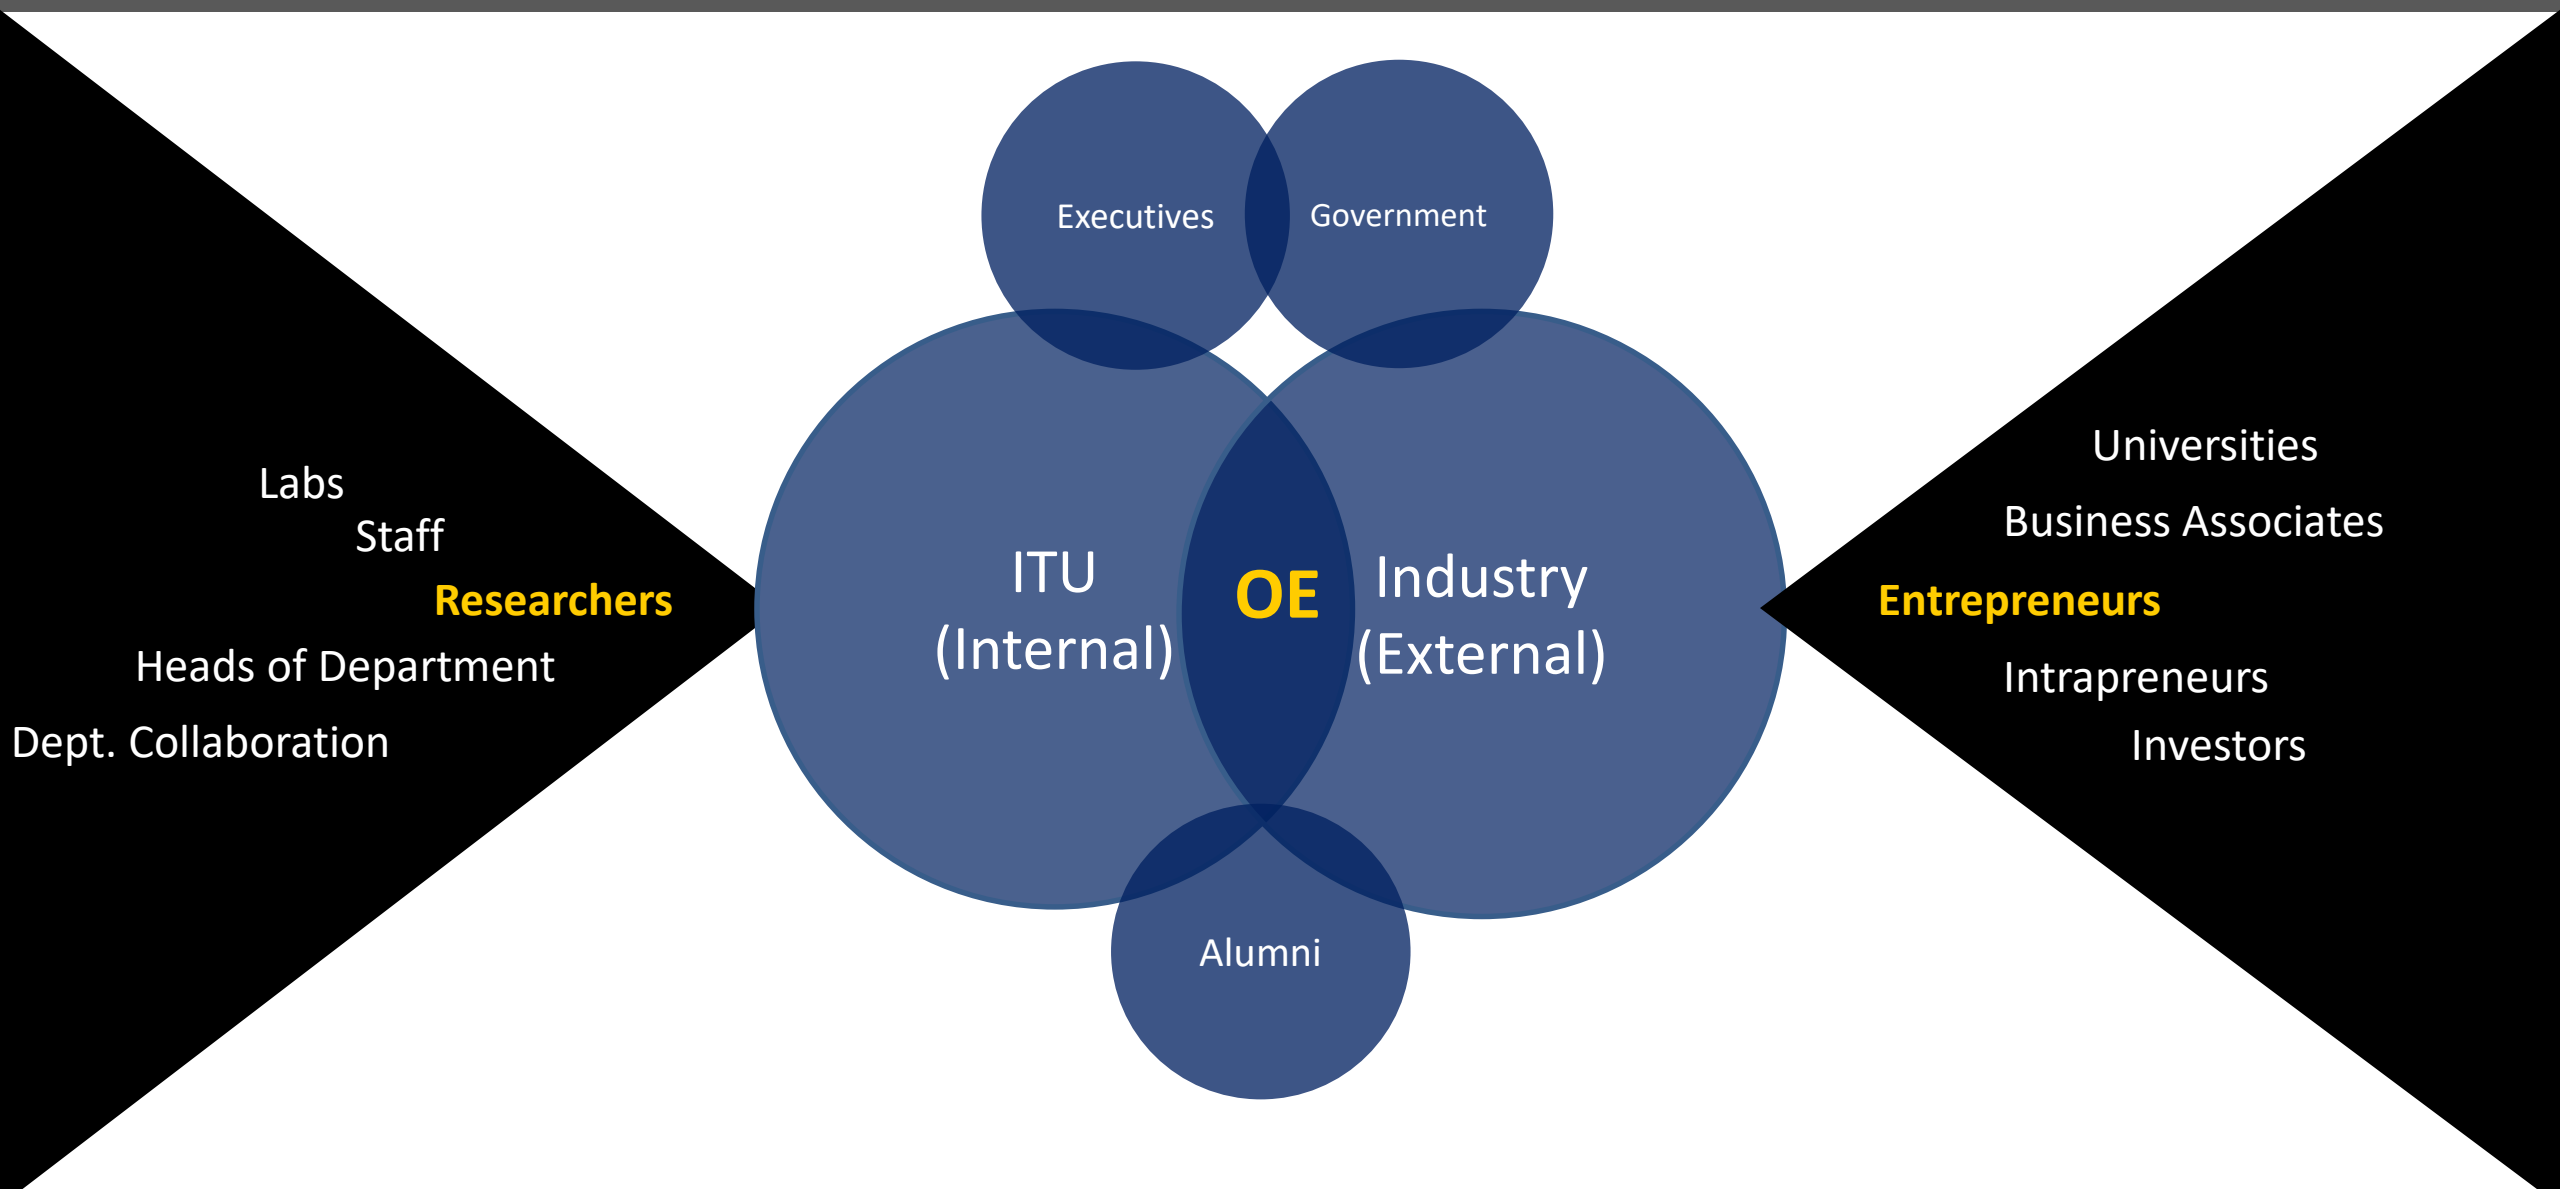 Executives
Government
Labs
Staff
Researchers
Heads of Department
Dept. Collaboration
ITU
(Internal)
OE
Industry
(External)
Universities
Business Associates
Entrepreneurs
Intrapreneurs
Investors
Alumni